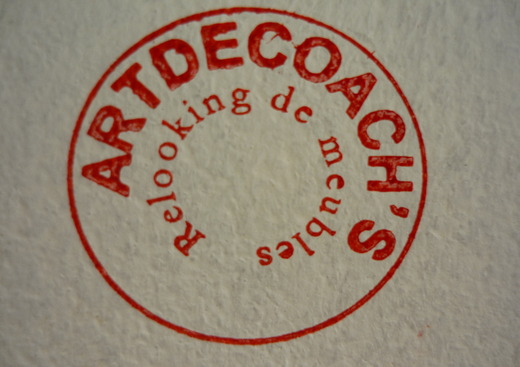 ARTDECOACH'S
Relooking de meubles